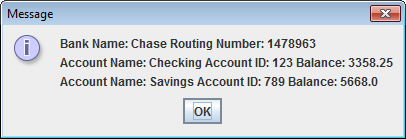 Message
Bank Name: Chase Routing Number: 1478963
Account Name: Checking Account ID: 123 Balance: 3358.25
Account Name: Savings Account ID: 789 Balance: 5668.0
OK